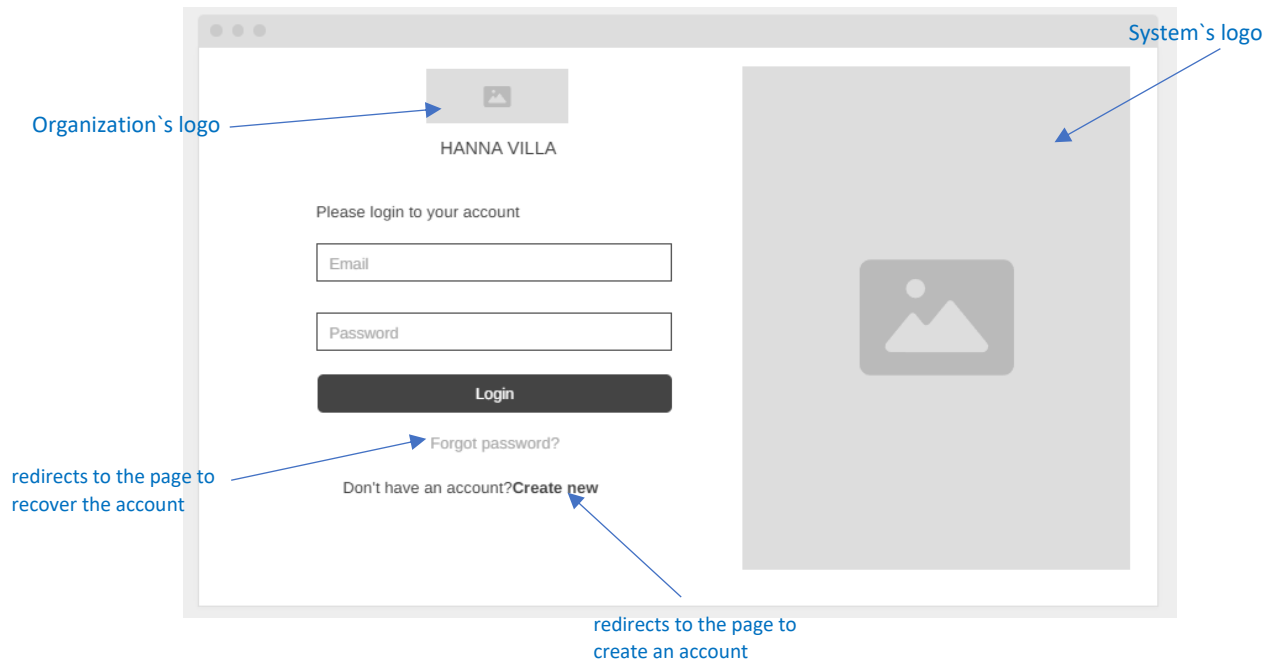 System`s logo
Organization`s logo
HANNA VILLA
Please login to your account
Email
Password
Login
Forgot password?
redirects to the page to
recover the account
Don't have an account?Create new
redirects to the page to
create an account